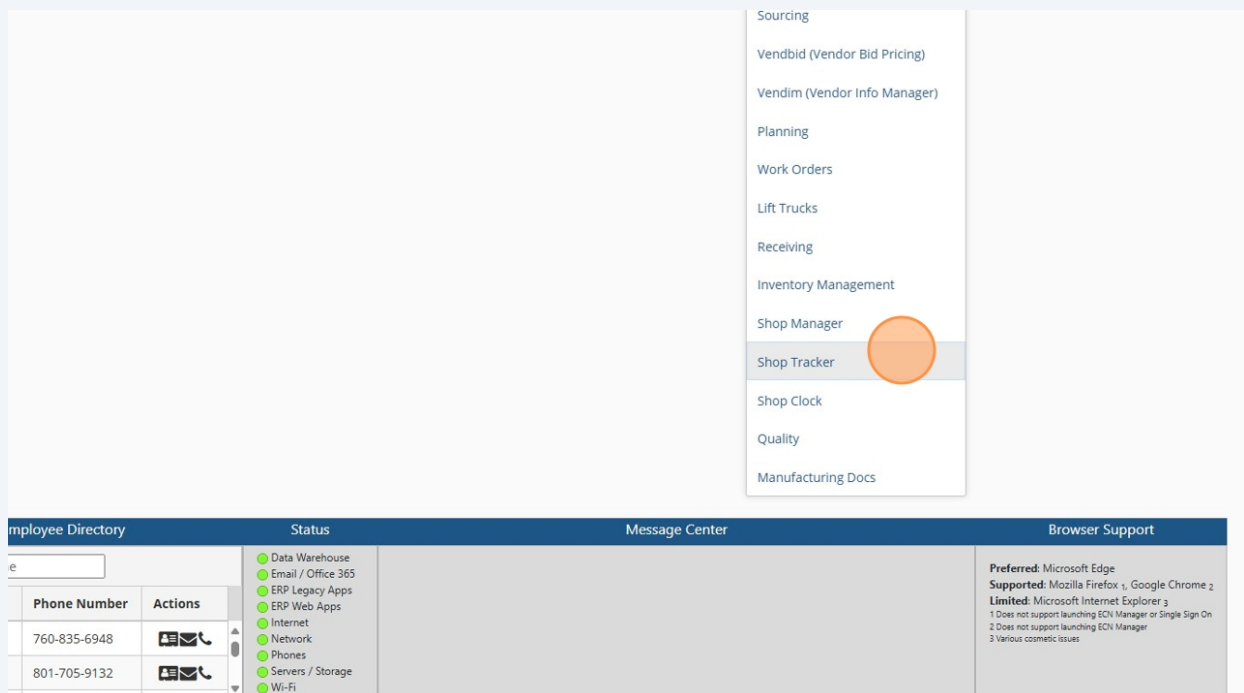 Sourcing
Vendbid (Vendor Bid Pricing)
Vendim (Vendor Info Manager)
Planning
Work Orders
Lift Trucks
Receiving
Inventory Management
Shop Manager
Shop Tracker
Shop Clock
Quality
Manufacturing Docs
mployee Directory
e
Phone Number Actions
760-835-6948
801-705-9132
Status
Data Warehouse
Email / Office 365
ERP Legacy Apps
ERP Web Apps
Internet
Network
Phones
Servers / Storage
Wi-Fi
Message Center
Browser Support
Preferred: Microsoft Edge
Supported: Mozilla Firefox 1, Google Chrome 2
Limited: Microsoft Internet Explorer 3
1 Does not support launching ECN Manager or Single Sign On
2 Does not support launching ECN Manager
3 Various cosmetic issues